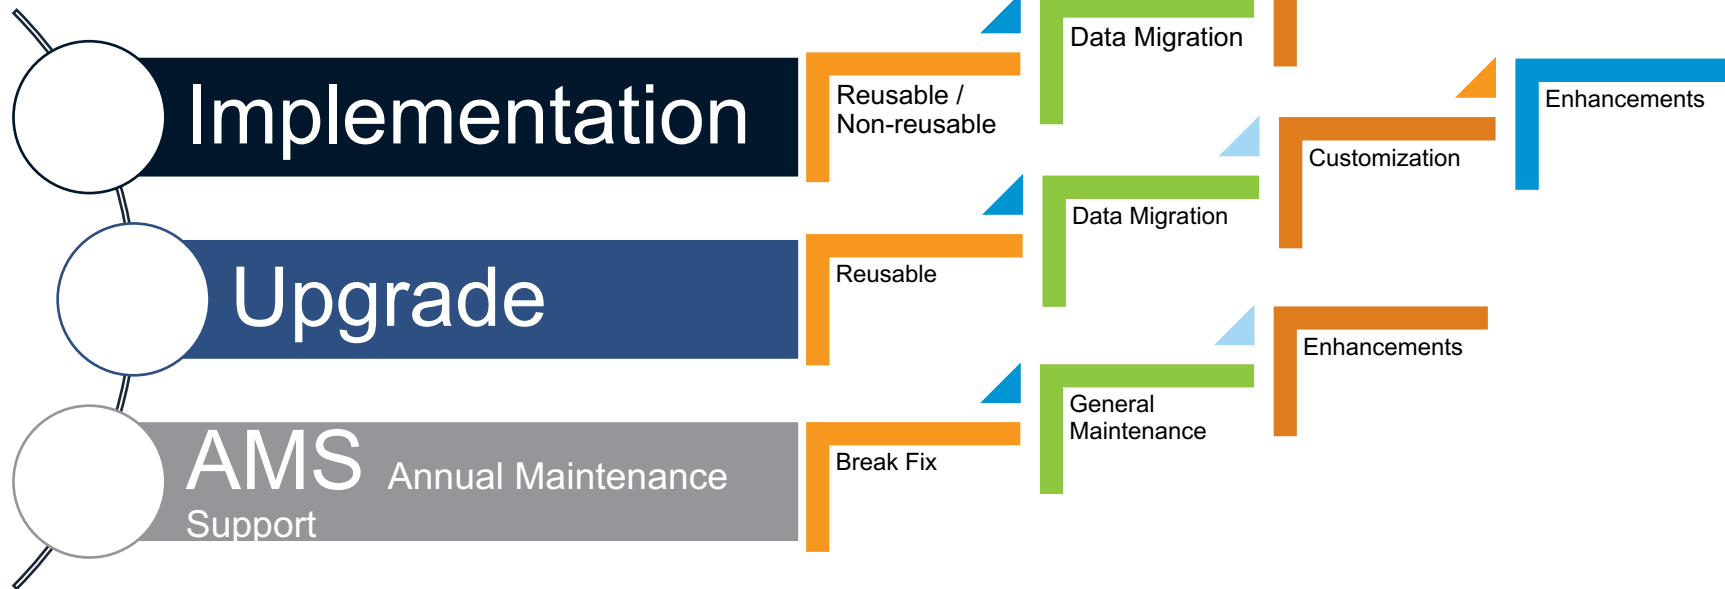 Implementation
Reusable /
Non-reusable
Data Migration
Upgrade
Reusable
Data Migration
Customization
Enhancements
AMS Annual Maintenance
Support
Break Fix
General
Maintenance
Enhancements